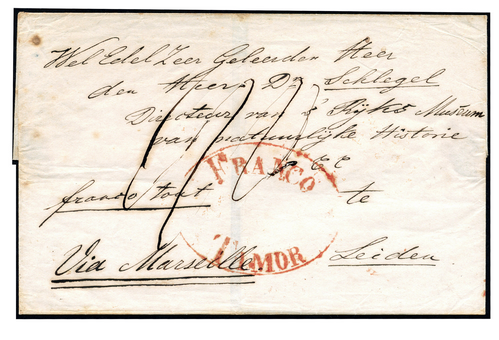 Wel Edel Zeer Geleerden Heer
den Heer Dr Schlegel
Directeur van 's Rijks Museum
van natuurlijke Historie
FRANCO
franco tout te
TIMOR
Via Marseille Leiden